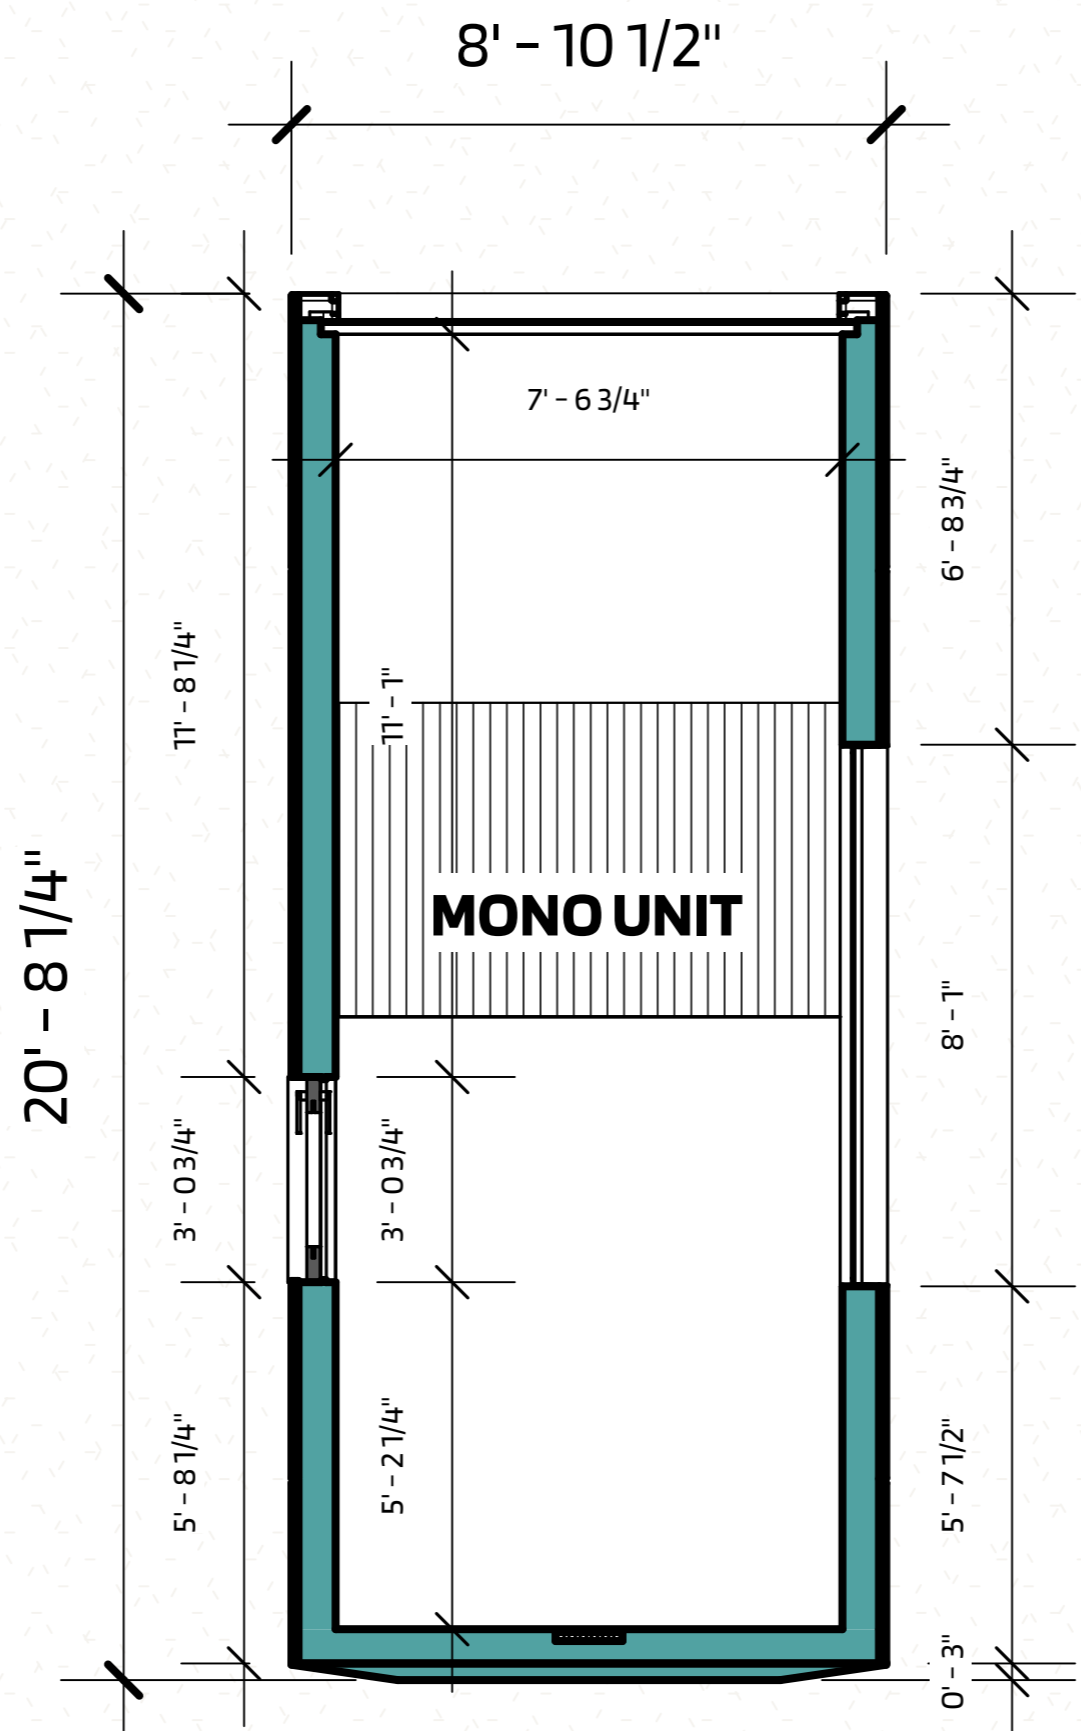 8' - 10 1/2"
7' - 6 3/4"
6' - 8 3/4"
11' - 8 1/4"
11' - 1"
20' - 8 1/4"
MONO UNIT
8' - 1"
3' - 0 3/4"
3' - 0 3/4"
5' - 8 1/4"
5' - 2 1/4"
5' - 7 1/2"
0' - 3"